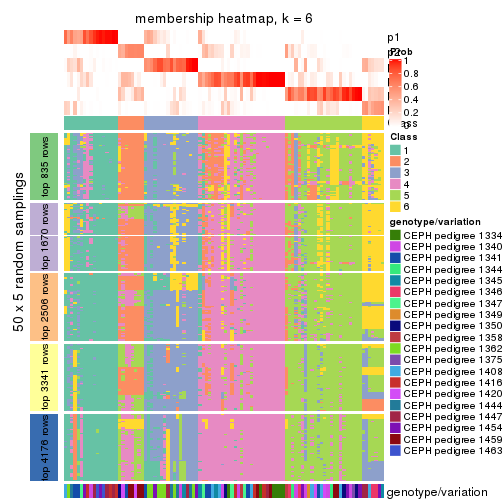 membership heatmap, k = 6
p1
p2
Prob
1
0.8
0.6
0.4
0.2
0
Class
1
2
3
4
5
6
genotype/variation
CEPH pedigree 1334
CEPH pedigree 1340
CEPH pedigree 1341
CEPH pedigree 1344
CEPH pedigree 1345
CEPH pedigree 1346
CEPH pedigree 1347
CEPH pedigree 1349
CEPH pedigree 1350
CEPH pedigree 1358
CEPH pedigree 1362
CEPH pedigree 1375
CEPH pedigree 1408
CEPH pedigree 1416
CEPH pedigree 1420
CEPH pedigree 1444
CEPH pedigree 1447
CEPH pedigree 1454
CEPH pedigree 1459
CEPH pedigree 1463
50 x 5 random samplings
top 835 rows
top 1670 rows
top 2506 rows
top 3341 rows
top 4176 rows
genotype/variation